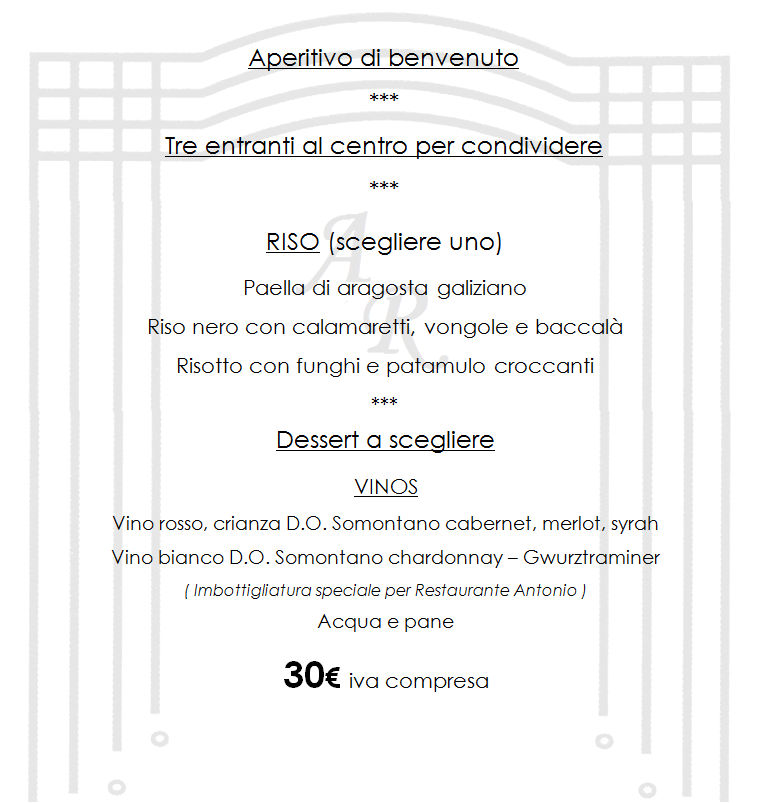 Aperitivo di benvenuto
***
Tre entranti al centro per condividere
***
AR
RISO (scegliere uno)
Paella di aragosta galiziano
Riso nero con calamaretti, vongole e baccalà
Risotto con funghi e patamulo croccanti
***
Dessert a scegliere
VINOS
Vino rosso, crianza D.O. Somontano cabernet, merlot, syrah
Vino bianco D.O. Somontano chardonnay – Gwurztraminer
( Imbottigliatura speciale per Restaurante Antonio )
Acqua e pane
30€ iva compresa